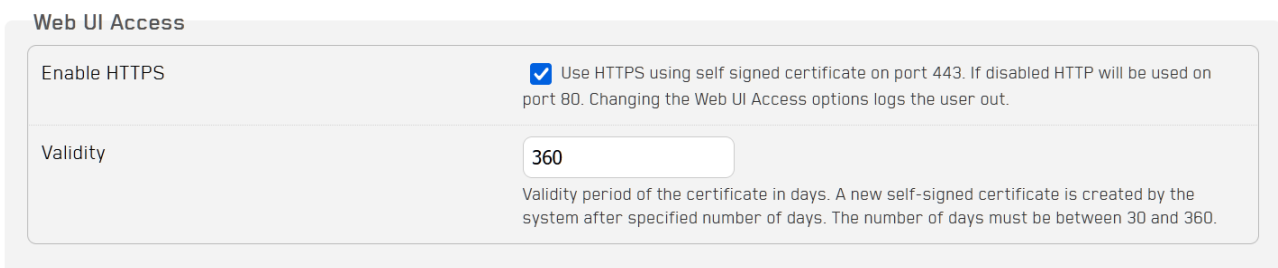 Web UI Access
Enable HTTPS
Use HTTPS using self signed certificate on port 443. If disabled HTTP will be used on
port 80. Changing the Web UI Access options logs the user out.
Validity
360
Validity period of the certificate in days. A new self-signed certificate is created by the
system after specified number of days. The number of days must be between 30 and 360.